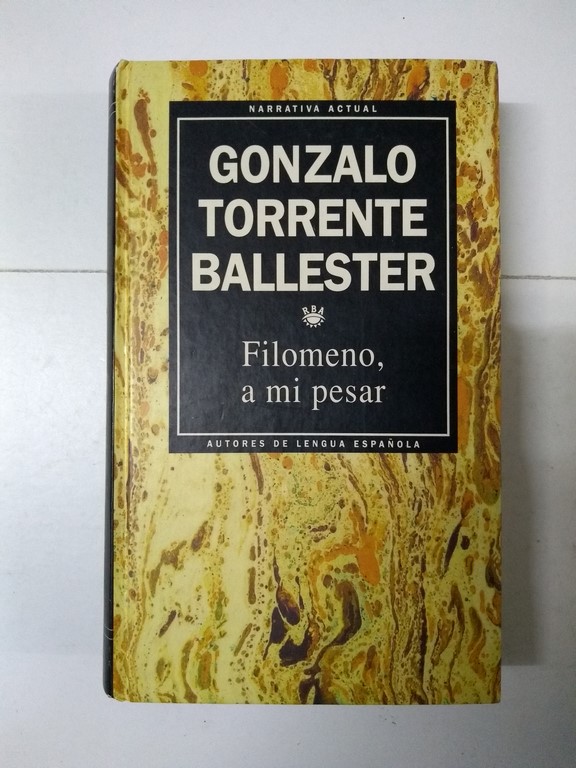 NARRATIVA ACTUAL
GONZALO
TORRENTE
BALLESTER
RBA
Filomeno,
a mi pesar
AUTORES DE LENGUA ESPAÑOLA